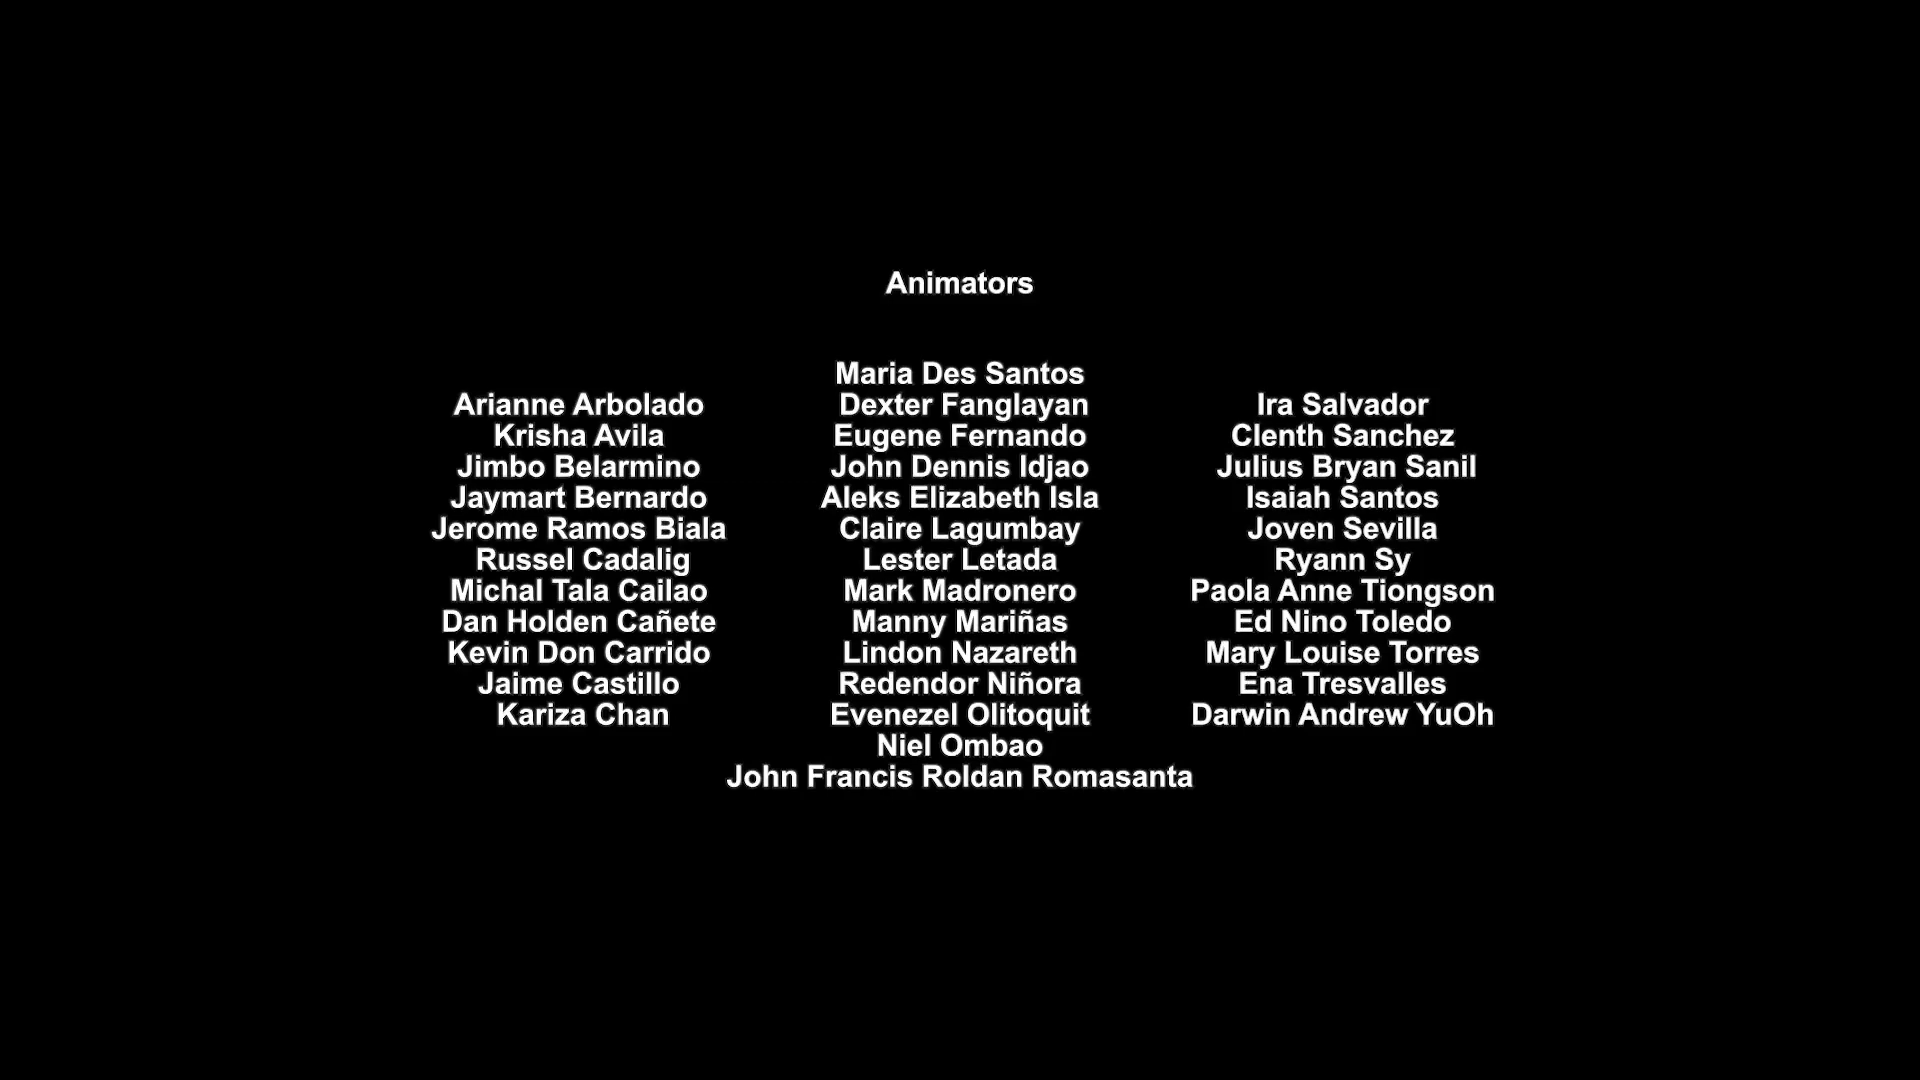 Animators
Arianne Arbolado
Krisha Avila
Jimbo Belarmino
Jaymart Bernardo
Jerome Ramos Biala
Russel Cadalig
Michal Tala Cailao
Dan Holden Cañete
Kevin Don Carrido
Jaime Castillo
Kariza Chan
Maria Des Santos
Dexter Fanglayan
Eugene Fernando
John Dennis Idjao
Aleks Elizabeth Isla
Claire Lagumbay
Lester Letada
Mark Madronero
Manny Mariñas
Lindon Nazareth
Redendor Niñora
Evenezel Olitoquit
Niel Ombao
John Francis Roldan Romasanta
Ira Salvador
Clenth Sanchez
Julius Bryan Sanil
Isaiah Santos
Joven Sevilla
Ryann Sy
Paola Anne Tiongson
Ed Nino Toledo
Mary Louise Torres
Ena Tresvalles
Darwin Andrew YuOh